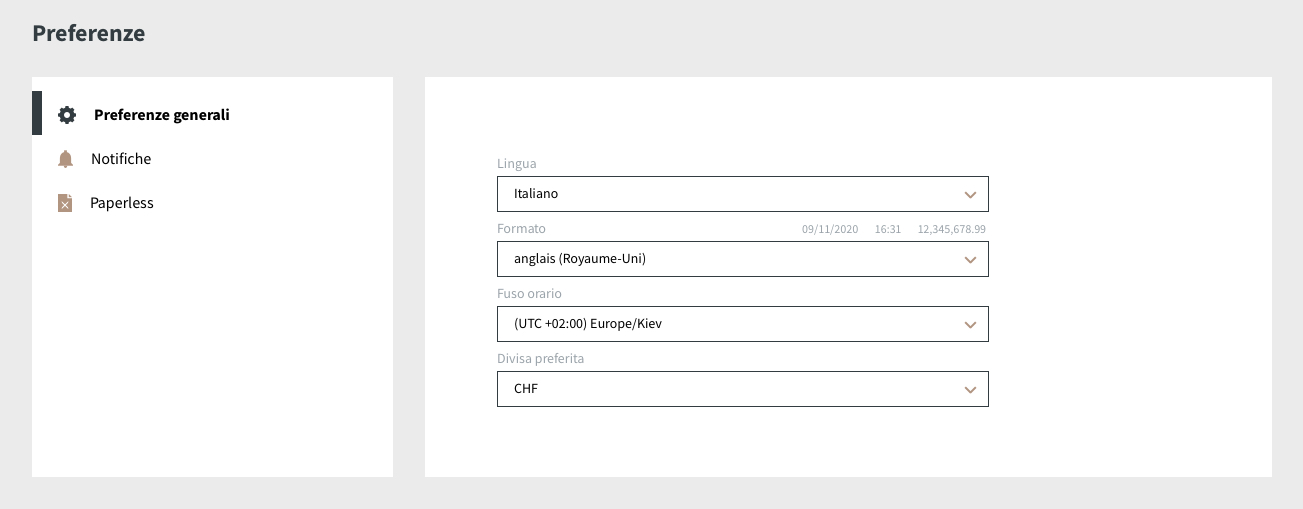 Preferenze
Preferenze generali
Notifiche
Paperless
Lingua
Italiano
Formato 09/11/2020 16:31 12,345,678.99
anglais (Royaume-Uni)
Fuso orario
(UTC +02:00) Europe/Kiev
Divisa preferita
CHF